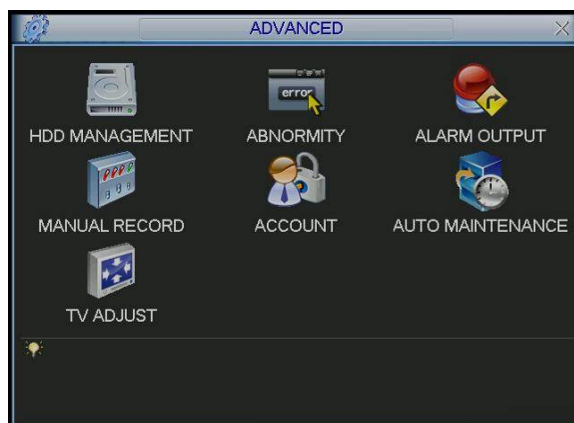 ADVANCED
HDD MANAGEMENT
error
ABNORMITY
ALARM OUTPUT
MANUAL RECORD
ACCOUNT
AUTO MAINTENANCE
TV ADJUST